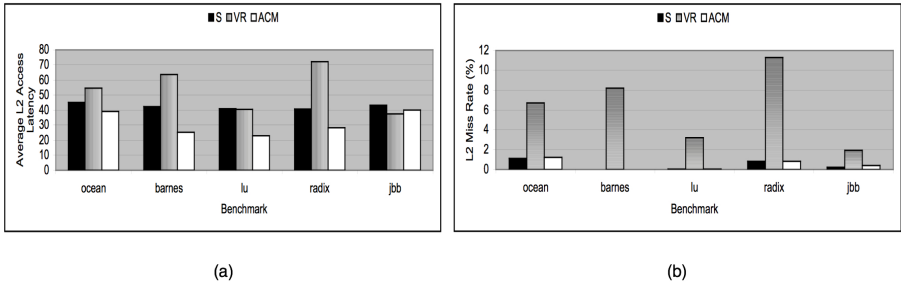 S VR ACM
Average L2 Access
Latency
80
70
60
50
40
30
20
10
0
ocean barnes lu radix jbb
Benchmark
(a)
S VR ACM
L2 Miss Rate (%)
12
10
8
6
4
2
0
ocean barnes lu radix jbb
Benchmark
(b)